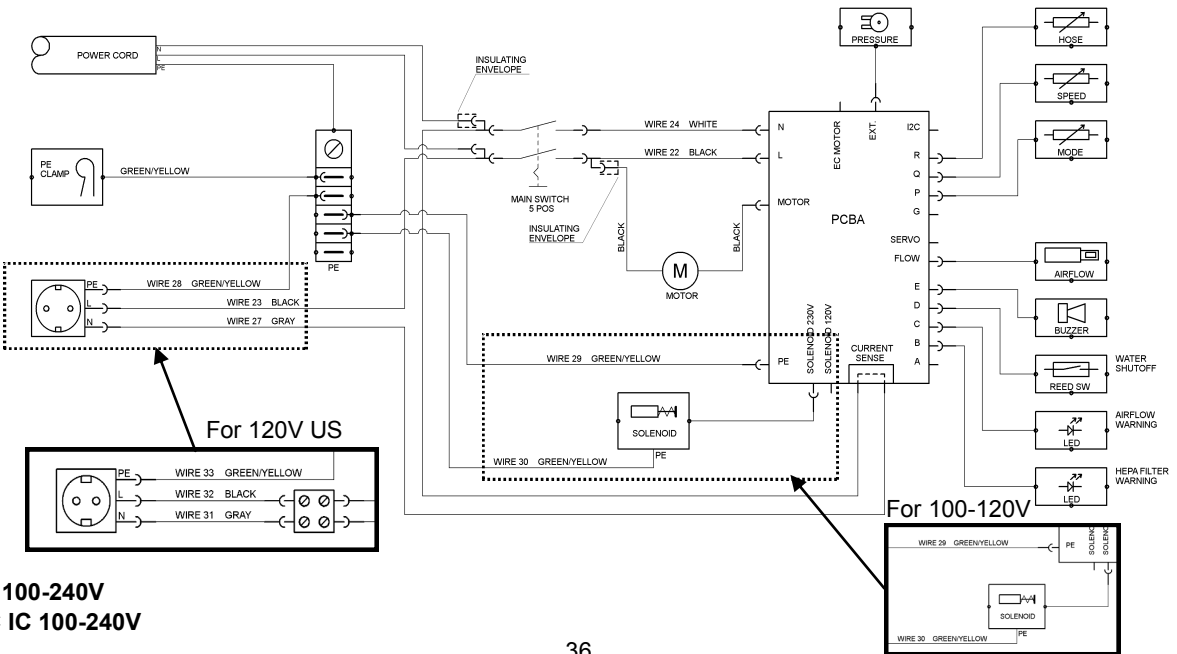 POWER CORD
N
L
PE
INSULATING
ENVELOPE
PRESSURE
HOSE
SPEED
MODE
PE
CLAMP
GREEN/YELLOW
PE
MAIN SWITCH
5 POS
INSULATING
ENVELOPE
WIRE 24 WHITE
WIRE 22 BLACK
BLACK
BLACK
M
MOTOR
N
L
MOTOR
EC MOTOR
EXT.
I2C
R
Q
P
G
PCBA
SERVO
FLOW
E
D
C
B
A
PE
SOLENOID 230V
SOLENOID 120V
CURRENT
SENSE
AIRFLOW
BUZZER
REED SW
WATER
SHUTOFF
LED
AIRFLOW
WARNING
LED
HEPA FILTER
WARNING
PE
L
N
WIRE 28 GREEN/YELLOW
WIRE 23 BLACK
WIRE 27 GRAY
WIRE 29 GREEN/YELLOW
SOLENOID
PE
WIRE 30 GREEN/YELLOW
For 120V US
PE
L
N
WIRE 33 GREEN/YELLOW
WIRE 32 BLACK
WIRE 31 GRAY
For 100-120V
WIRE 29 GREEN/YELLOW
PE
SOLENOID
PE
WIRE 30 GREEN/YELLOW
100-240V
IC 100-240V
36